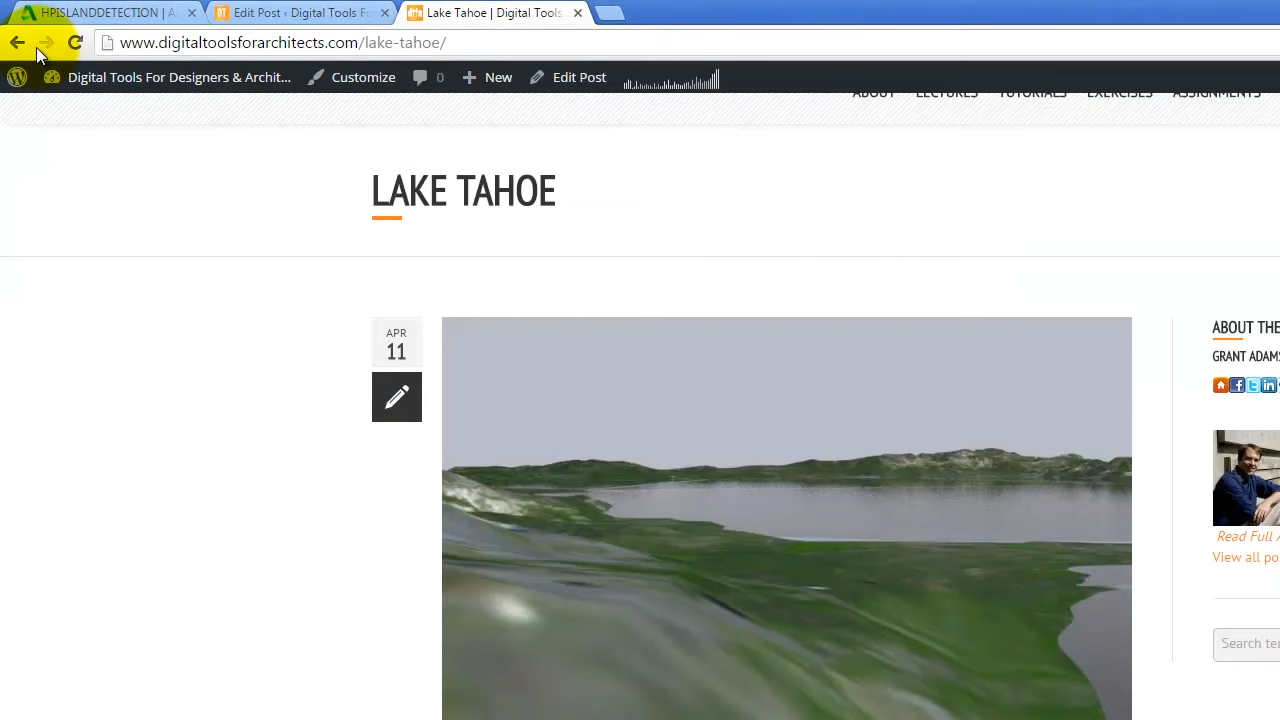 HPISLANDDETECTION | A
Edit Post ‹ Digital Tools Fo
Lake Tahoe | Digital Tools
www.digitaltoolsforarchitects.com/lake-tahoe/
Digital Tools For Designers & Archit... Customize 0 New Edit Post
ABOUT LECTURES TUTORIALS EXERCISES ASSIGNMENTS
LAKE TAHOE
APR
11
ABOUT THE
GRANT ADAMS
Read Full A
View all po
Search te